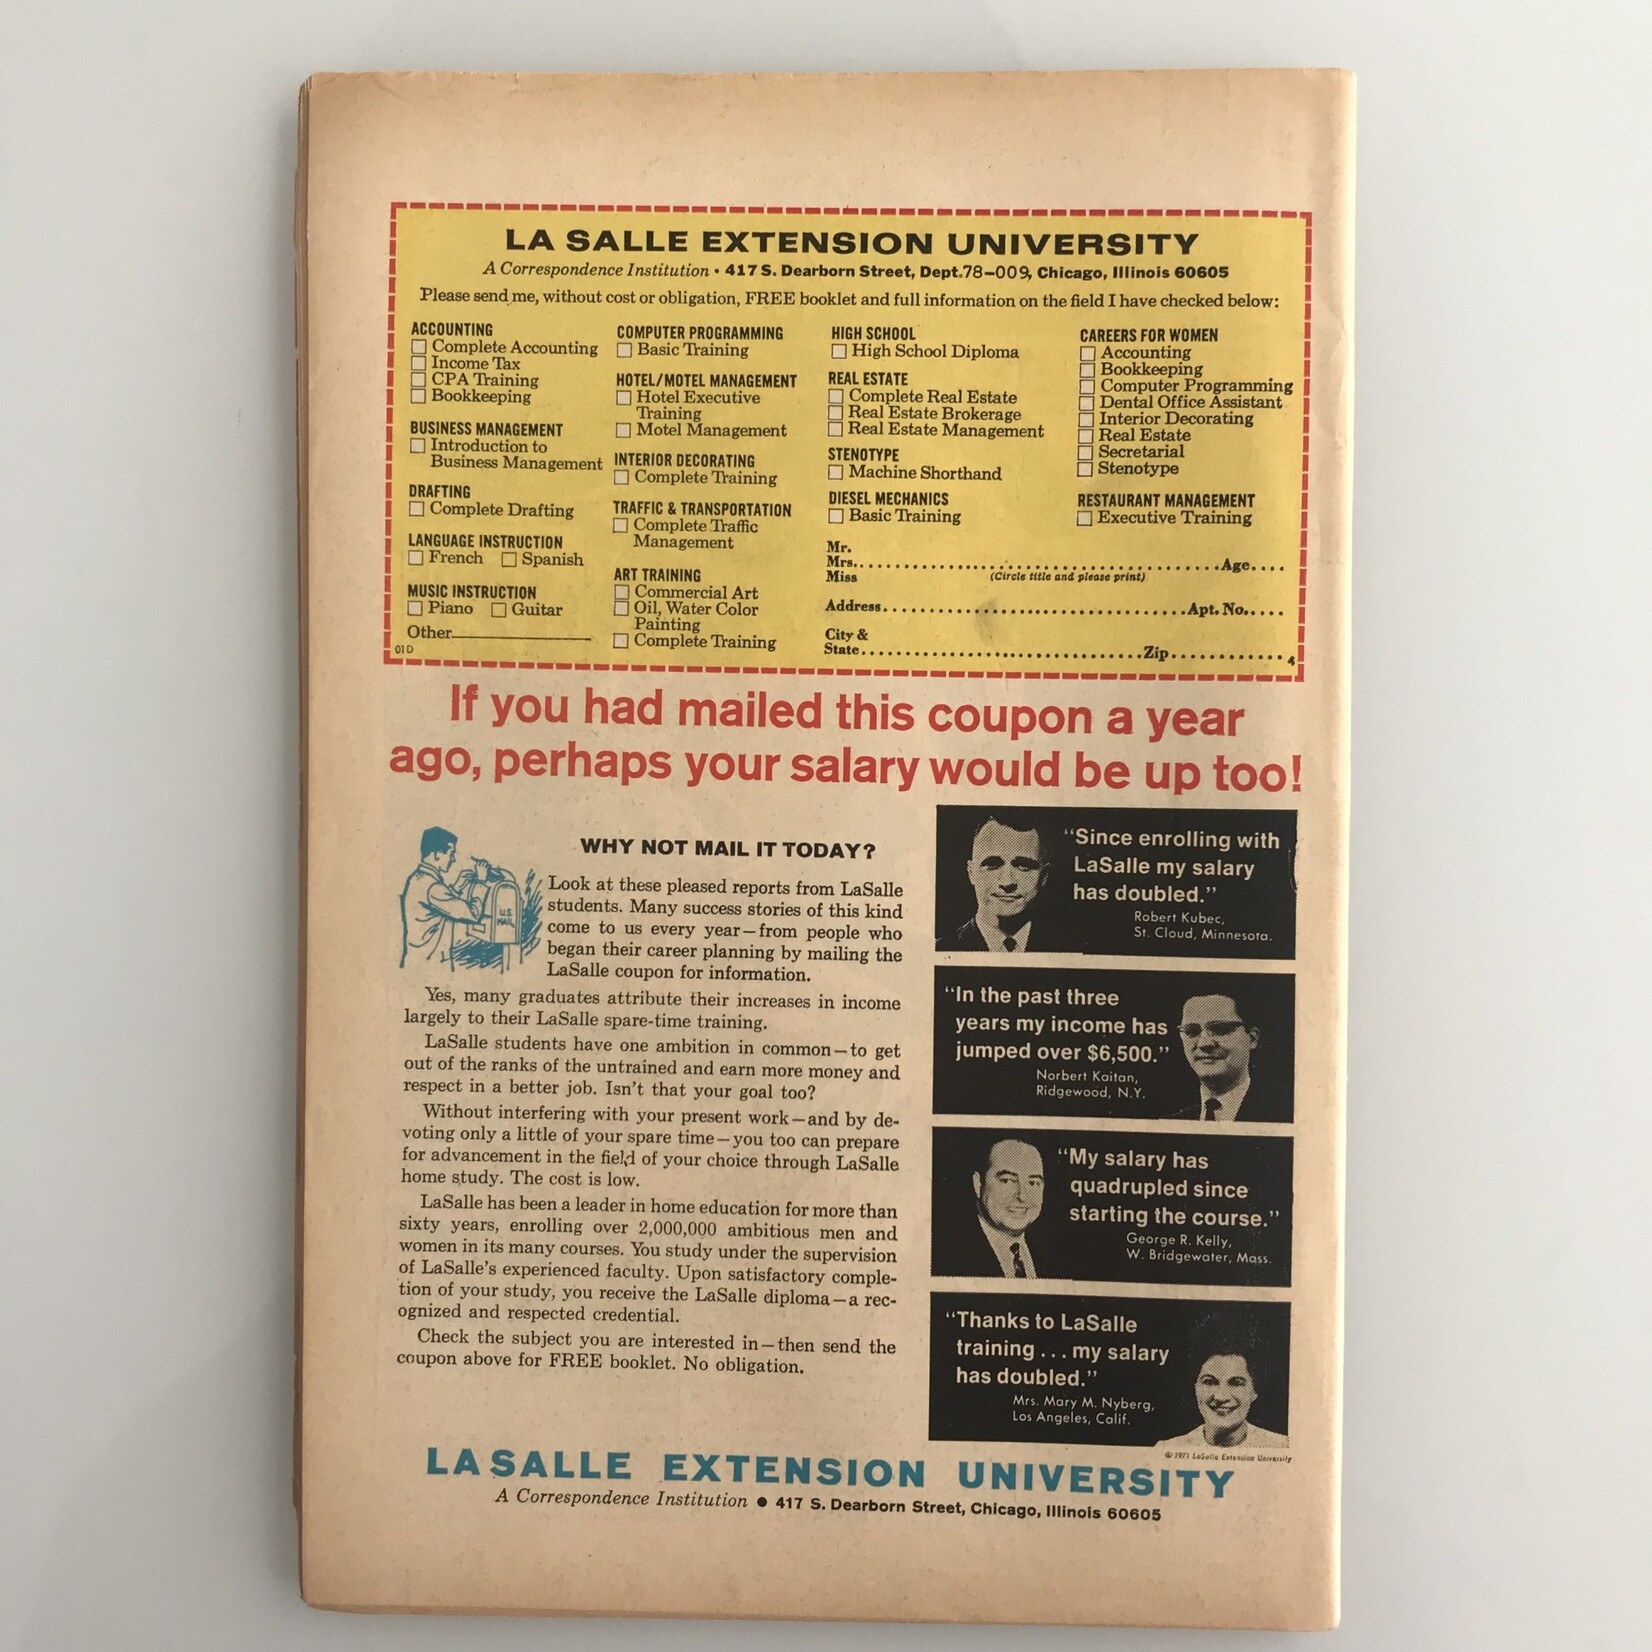 LA SALLE EXTENSION UNIVERSITY
A Correspondence Institution • 417 S. Dearborn Street, Dept.78-009, Chicago, Illinois 60605
Please send me, without cost or obligation, FREE booklet and full information on the field I have checked below:
ACCOUNTING
Complete Accounting
Income Tax
CPA Training
Bookkeeping
BUSINESS MANAGEMENT
Introduction to
Business Management
DRAFTING
Complete Drafting
LANGUAGE INSTRUCTION
French Spanish
MUSIC INSTRUCTION
Piano Guitar
Other
01D
COMPUTER PROGRAMMING
Basic Training
HOTEL/MOTEL MANAGEMENT
Hotel Executive
Training
Motel Management
INTERIOR DECORATING
Complete Training
TRAFFIC & TRANSPORTATION
Complete Traffic
Management
ART TRAINING
Commercial Art
Oil, Water Color
Painting
Complete Training
HIGH SCHOOL
High School Diploma
REAL ESTATE
Complete Real Estate
Real Estate Brokerage
Real Estate Management
STENOTYPE
Machine Shorthand
DIESEL MECHANICS
Basic Training
CAREERS FOR WOMEN
Accounting
Bookkeeping
Computer Programming
Dental Office Assistant
Interior Decorating
Real Estate
Secretarial
Stenotype
RESTAURANT MANAGEMENT
Executive Training
Mr.
Mrs. Age
Miss (Circle title and please print)
Address Apt. No.
City &
State Zip
4
If you had mailed this coupon a year
ago, perhaps your salary would be up too!
WHY NOT MAIL IT TODAY?
U.S.
MAIL
Look at these pleased reports from LaSalle
students. Many success stories of this kind
come to us every year—from people who
began their career planning by mailing the
LaSalle coupon for information.
Yes, many graduates attribute their increases in income
largely to their LaSalle spare-time training.
LaSalle students have one ambition in common—to get
out of the ranks of the untrained and earn more money and
respect in a better job. Isn't that your goal too?
Without interfering with your present work—and by de-
voting only a little of your spare time—you too can prepare
for advancement in the field of your choice through LaSalle
home study. The cost is low.
LaSalle has been a leader in home education for more than
sixty years, enrolling over 2,000,000 ambitious men and
women in its many courses. You study under the supervision
of LaSalle's experienced faculty. Upon satisfactory comple-
tion of your study, you receive the LaSalle diploma—a rec-
ognized and respected credential.
Check the subject you are interested in—then send the
coupon above for FREE booklet. No obligation.
"Since enrolling with
LaSalle my salary
has doubled."
Robert Kubec,
St. Cloud, Minnesota.
"In the past three
years my income has
jumped over $6,500."
Norbert Kaitan,
Ridgewood, N.Y.
"My salary has
quadrupled since
starting the course."
George R. Kelly,
W. Bridgewater, Mass.
"Thanks to LaSalle
training . . . my salary
has doubled."
Mrs. Mary M. Nyberg,
Los Angeles, Calif.
© 1971 LaSalle Extension University
LASALLE EXTENSION UNIVERSITY
A Correspondence Institution ● 417 S. Dearborn Street, Chicago, Illinois 60605